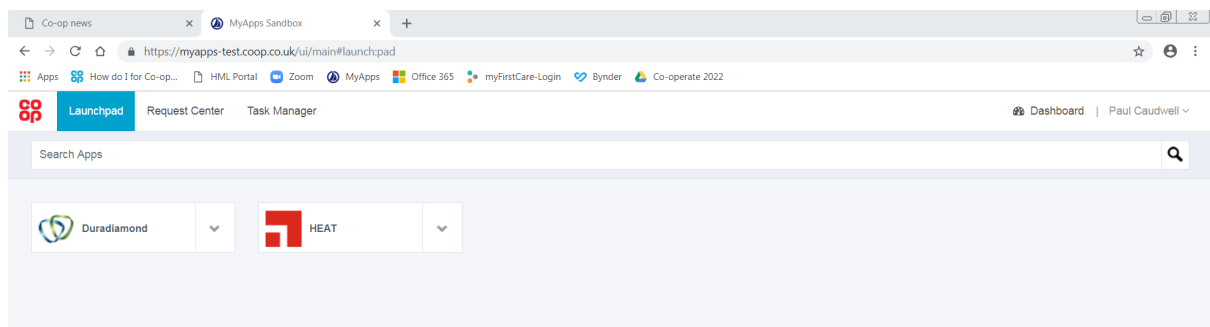 Co-op news
MyApps Sandbox
https://myapps-test.coop.co.uk/ui/main#launch:pad
Apps How do I for Co-op... HML Portal Zoom MyApps Office 365 myFirstCare-Login Bynder Co-operate 2022
CO OP Launchpad Request Center Task Manager Dashboard | Paul Caudwell
Search Apps
Duradiamond HEAT